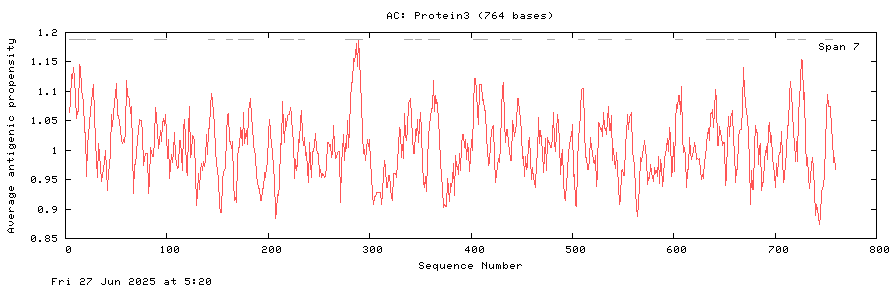 AC: Protein3 (764 bases)
1.2
Span 7
1.15
1.1
1.05
1
0.95
0.9
0.85
Average antigenic propensity
0 100 200 300 400 500 600 700 800
Sequence Number
Fri 27 Jun 2025 at 5:20